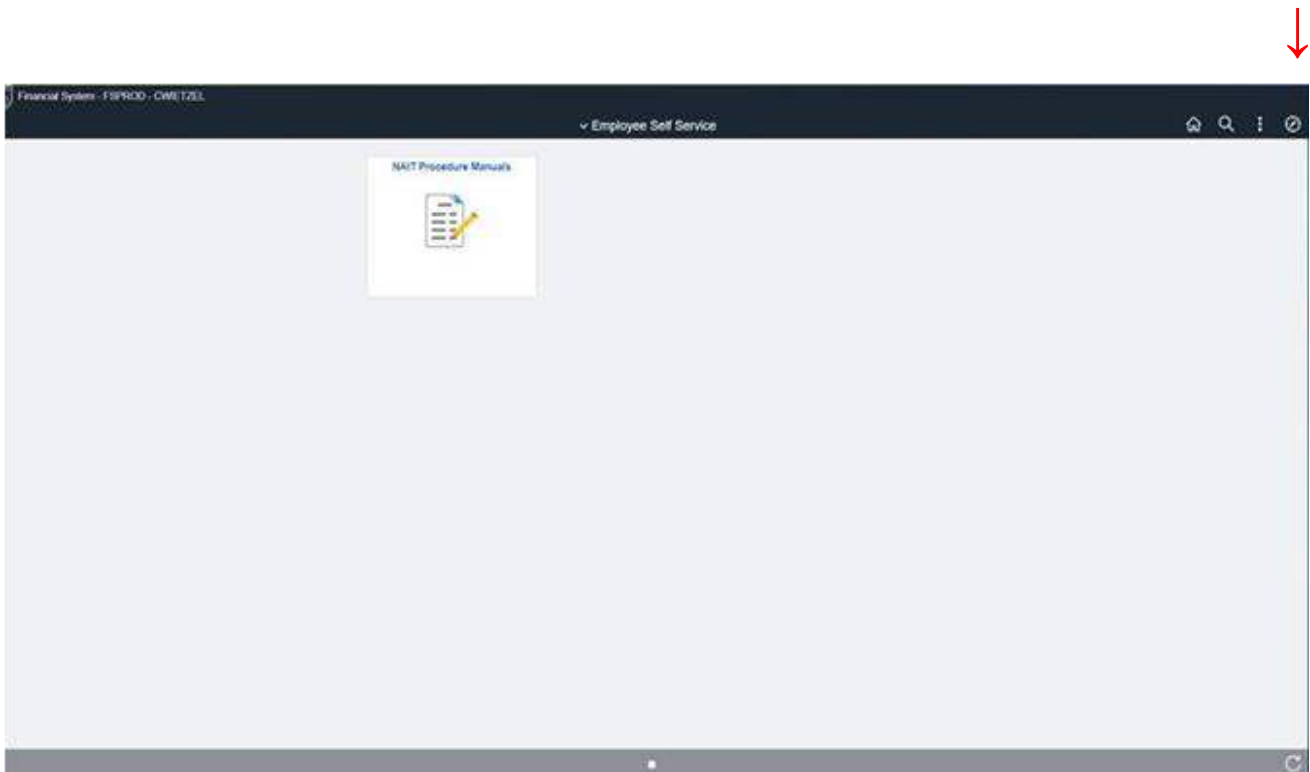 Financial System - FSPROD - CWETZEL
Employee Self Service
NAIT Procedure Manuals